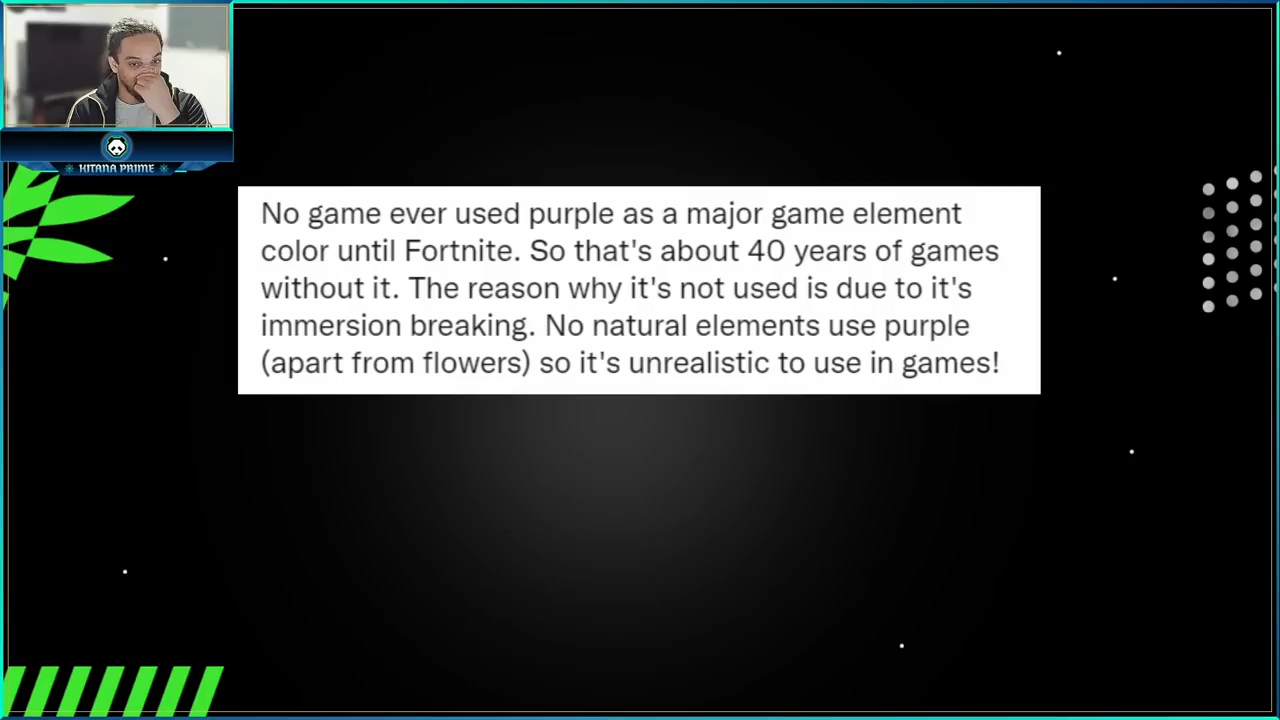 KITANA PRIME
No game ever used purple as a major game element
color until Fortnite. So that's about 40 years of games
without it. The reason why it's not used is due to it's
immersion breaking. No natural elements use purple
(apart from flowers) so it's unrealistic to use in games!